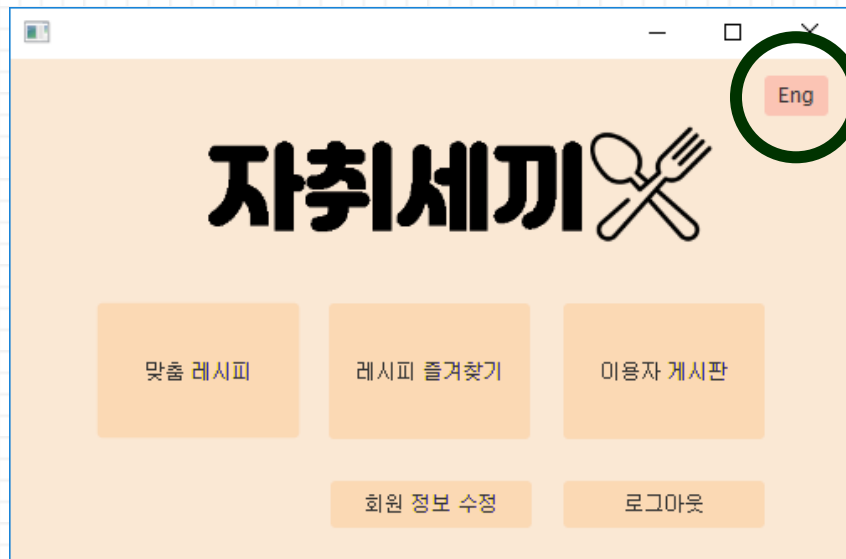 Eng
자취세끼
맞춤 레시피
레시피 즐겨찾기
이용자 게시판
회원 정보 수정
로그아웃